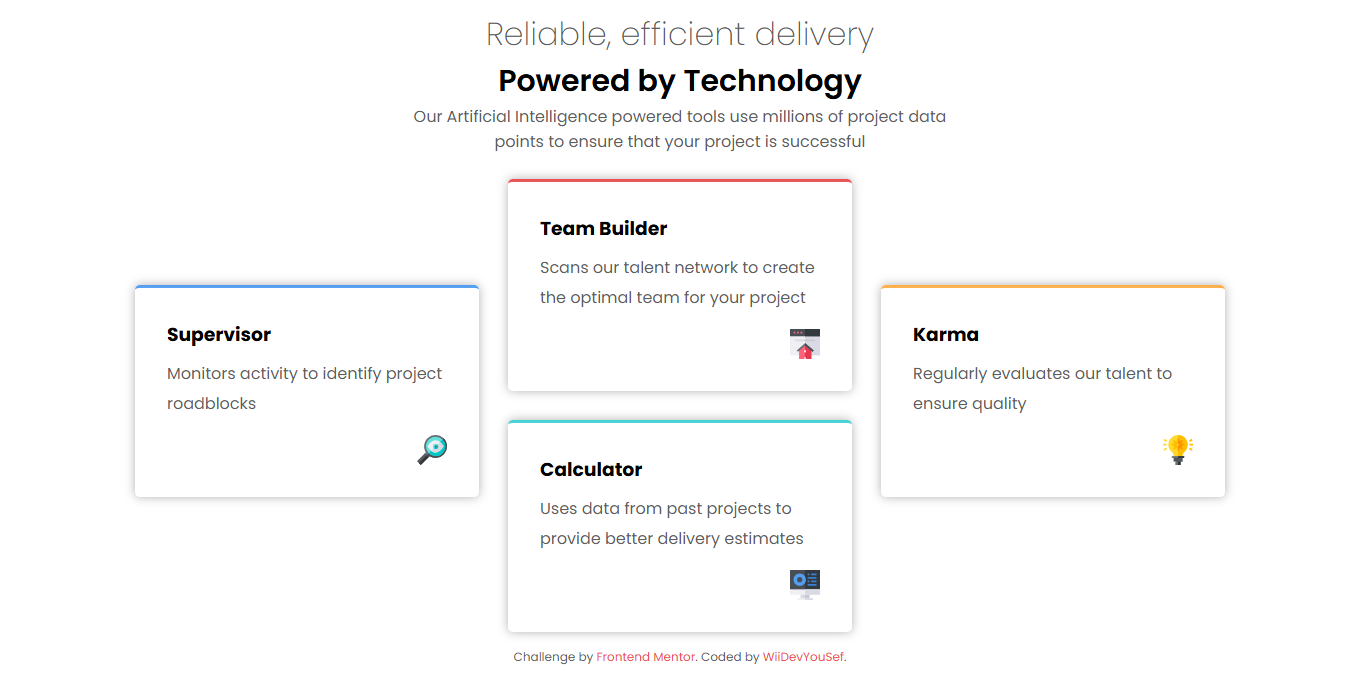 Reliable, efficient delivery
Powered by Technology
Our Artificial Intelligence powered tools use millions of project data
points to ensure that your project is successful
Supervisor
Monitors activity to identify project
roadblocks
Team Builder
Scans our talent network to create
the optimal team for your project
Calculator
Uses data from past projects to
provide better delivery estimates
Karma
Regularly evaluates our talent to
ensure quality
Challenge by Frontend Mentor. Coded by WiiDevYouSef.